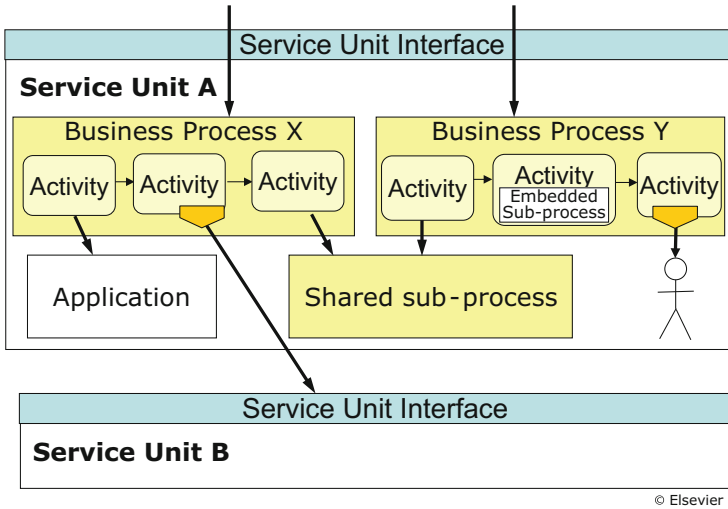 Service Unit Interface
Service Unit A
Business Process X
Business Process Y
Activity
Activity
Activity
Activity
Activity
Embedded
Sub-process
Activity
Application
Shared sub-process
Service Unit Interface
Service Unit B
© Elsevier